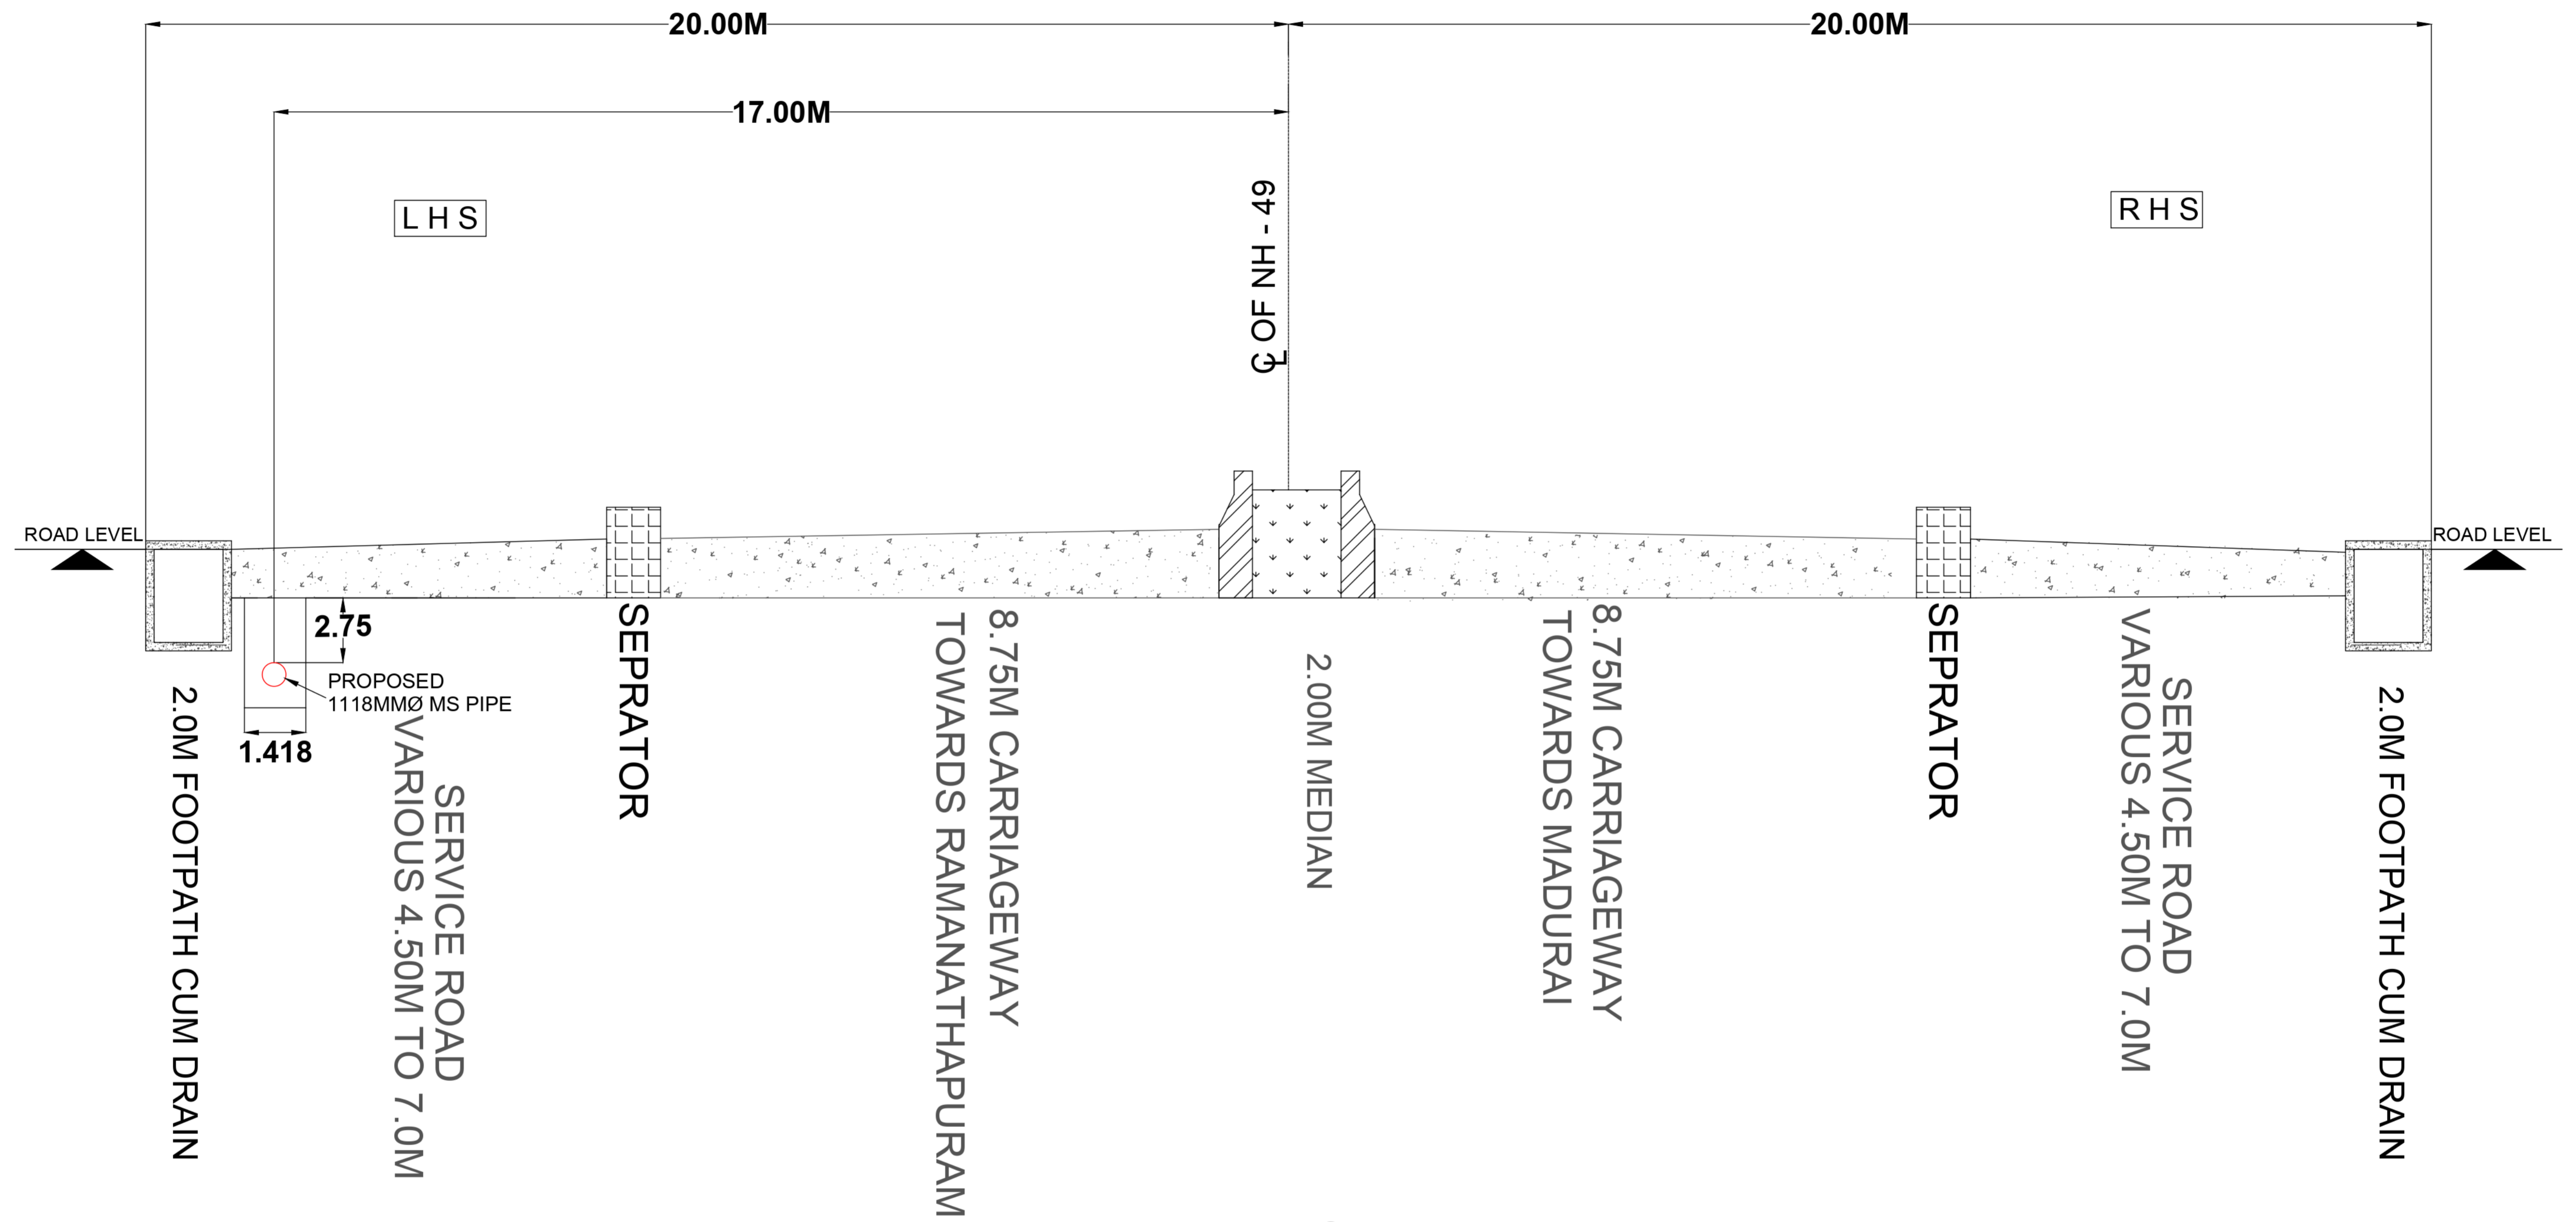 20.00M
20.00M
17.00M
L H S
R H S
℄ OF NH - 49
ROAD LEVEL
ROAD LEVEL
2.75
PROPOSED
1118MMØ MS PIPE
1.418
2.0M FOOTPATH CUM DRAIN
SERVICE ROAD
VARIOUS 4.50M TO 7.0M
SEPRATOR
8.75M CARRIAGEWAY
TOWARDS RAMANATHAPURAM
2.00M MEDIAN
8.75M CARRIAGEWAY
TOWARDS MADURAI
SEPRATOR
SERVICE ROAD
VARIOUS 4.50M TO 7.0M
2.0M FOOTPATH CUM DRAIN